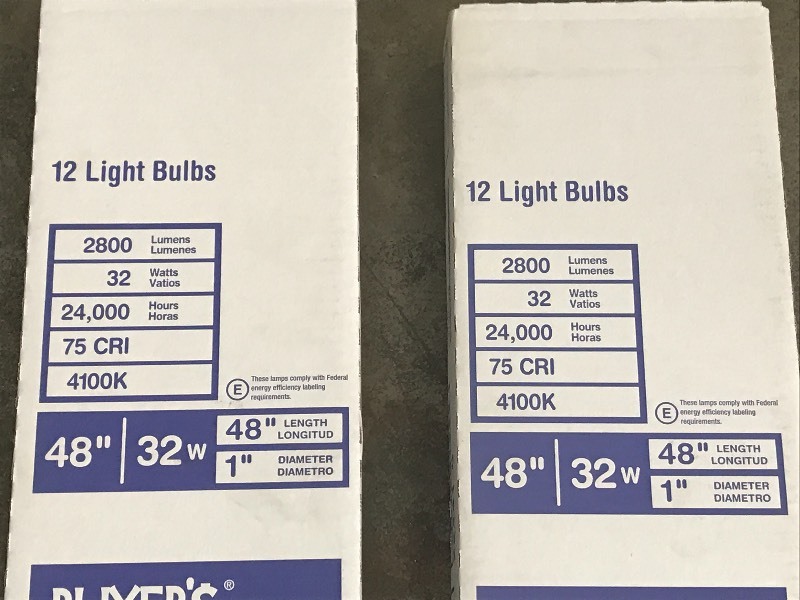 12 Light Bulbs
2800 Lumens
Lumenes
32 Watts
Vatios
24,000 Hours
Horas
75 CRI
4100K
E These lamps comply with Federal
energy efficiency labeling
requirements.
48" 32 W
48" LENGTH
LONGITUD
1" DIAMETER
DIAMETRO
12 Light Bulbs
2800 Lumens
Lumenes
32 Watts
Vatios
24,000 Hours
Horas
75 CRI
4100K
E These lamps comply with Federal
energy efficiency labeling
requirements.
48" 32 W
48" LENGTH
LONGITUD
1" DIAMETER
DIAMETRO